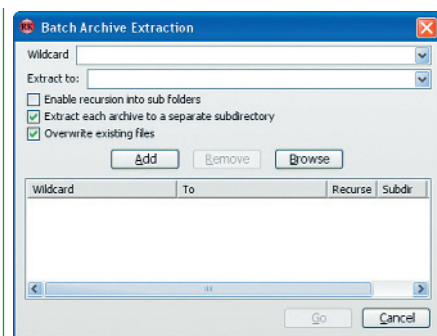 RK Batch Archive Extraction
Wildcard
Extract to:
Enable recursion into sub folders
Extract each archive to a separate subdirectory
Overwrite existing files
Add Remove Browse
Wildcard To Recurse Subdir
Go Cancel